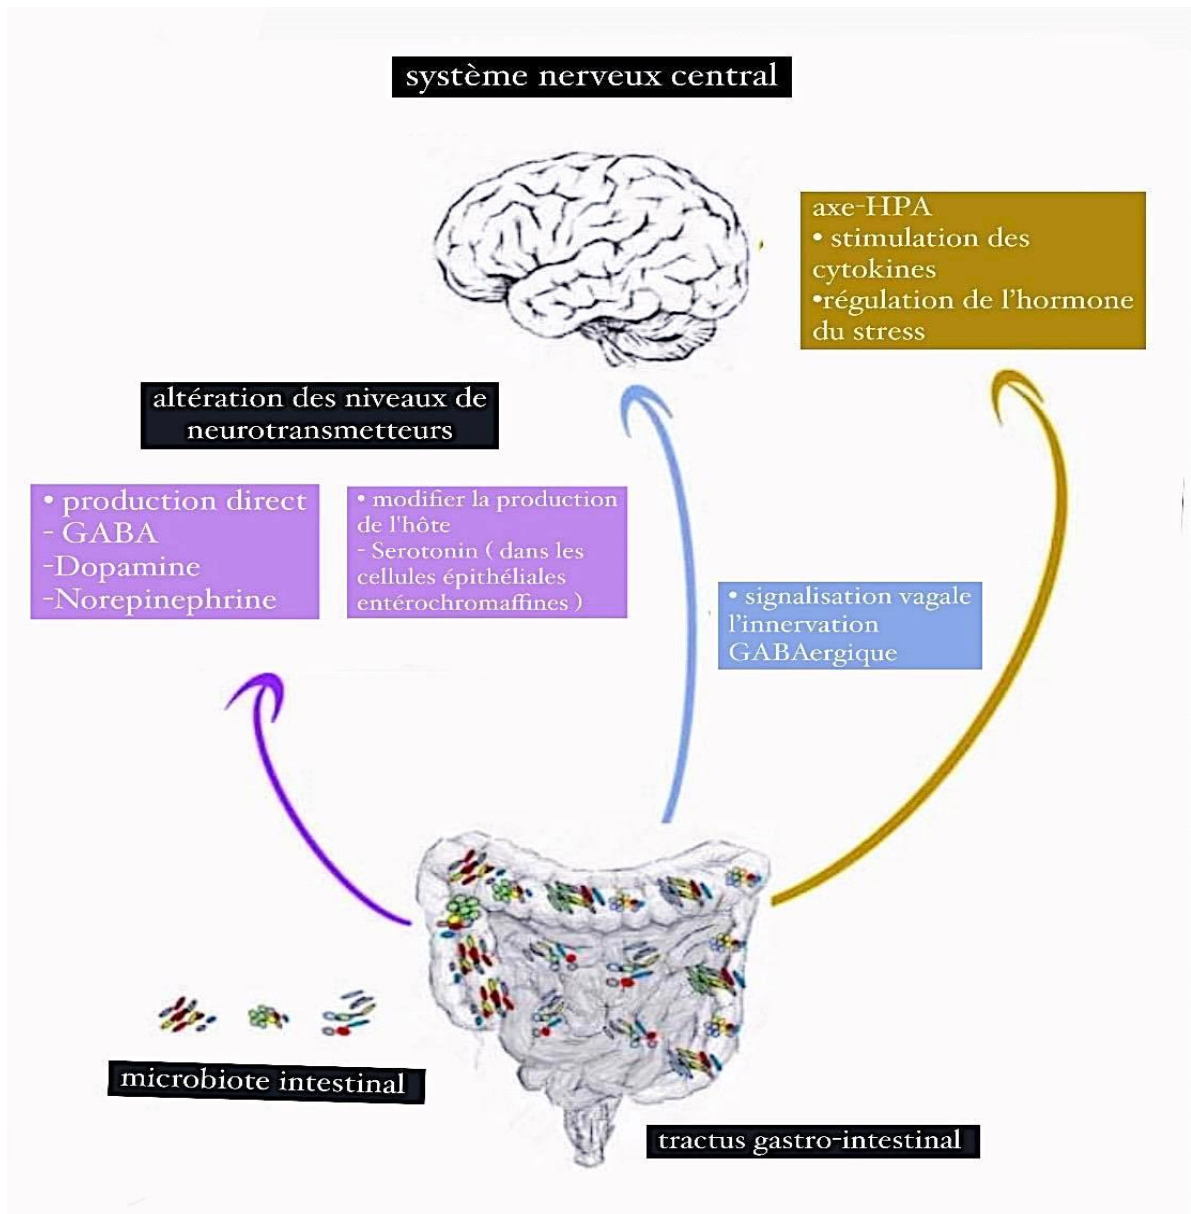 système nerveux central
axe-HPA
• stimulation des
cytokines
•régulation de l'hormone
du stress
altération des niveaux de
neurotransmetteurs
• production direct
- GABA
-Dopamine
-Norepinephrine
• modifier la production
de l'hôte
- Serotonin ( dans les
cellules épithéliales
entérochromaffines )
• signalisation vagale
l'innervation
GABAergique
microbiote intestinal
tractus gastro-intestinal